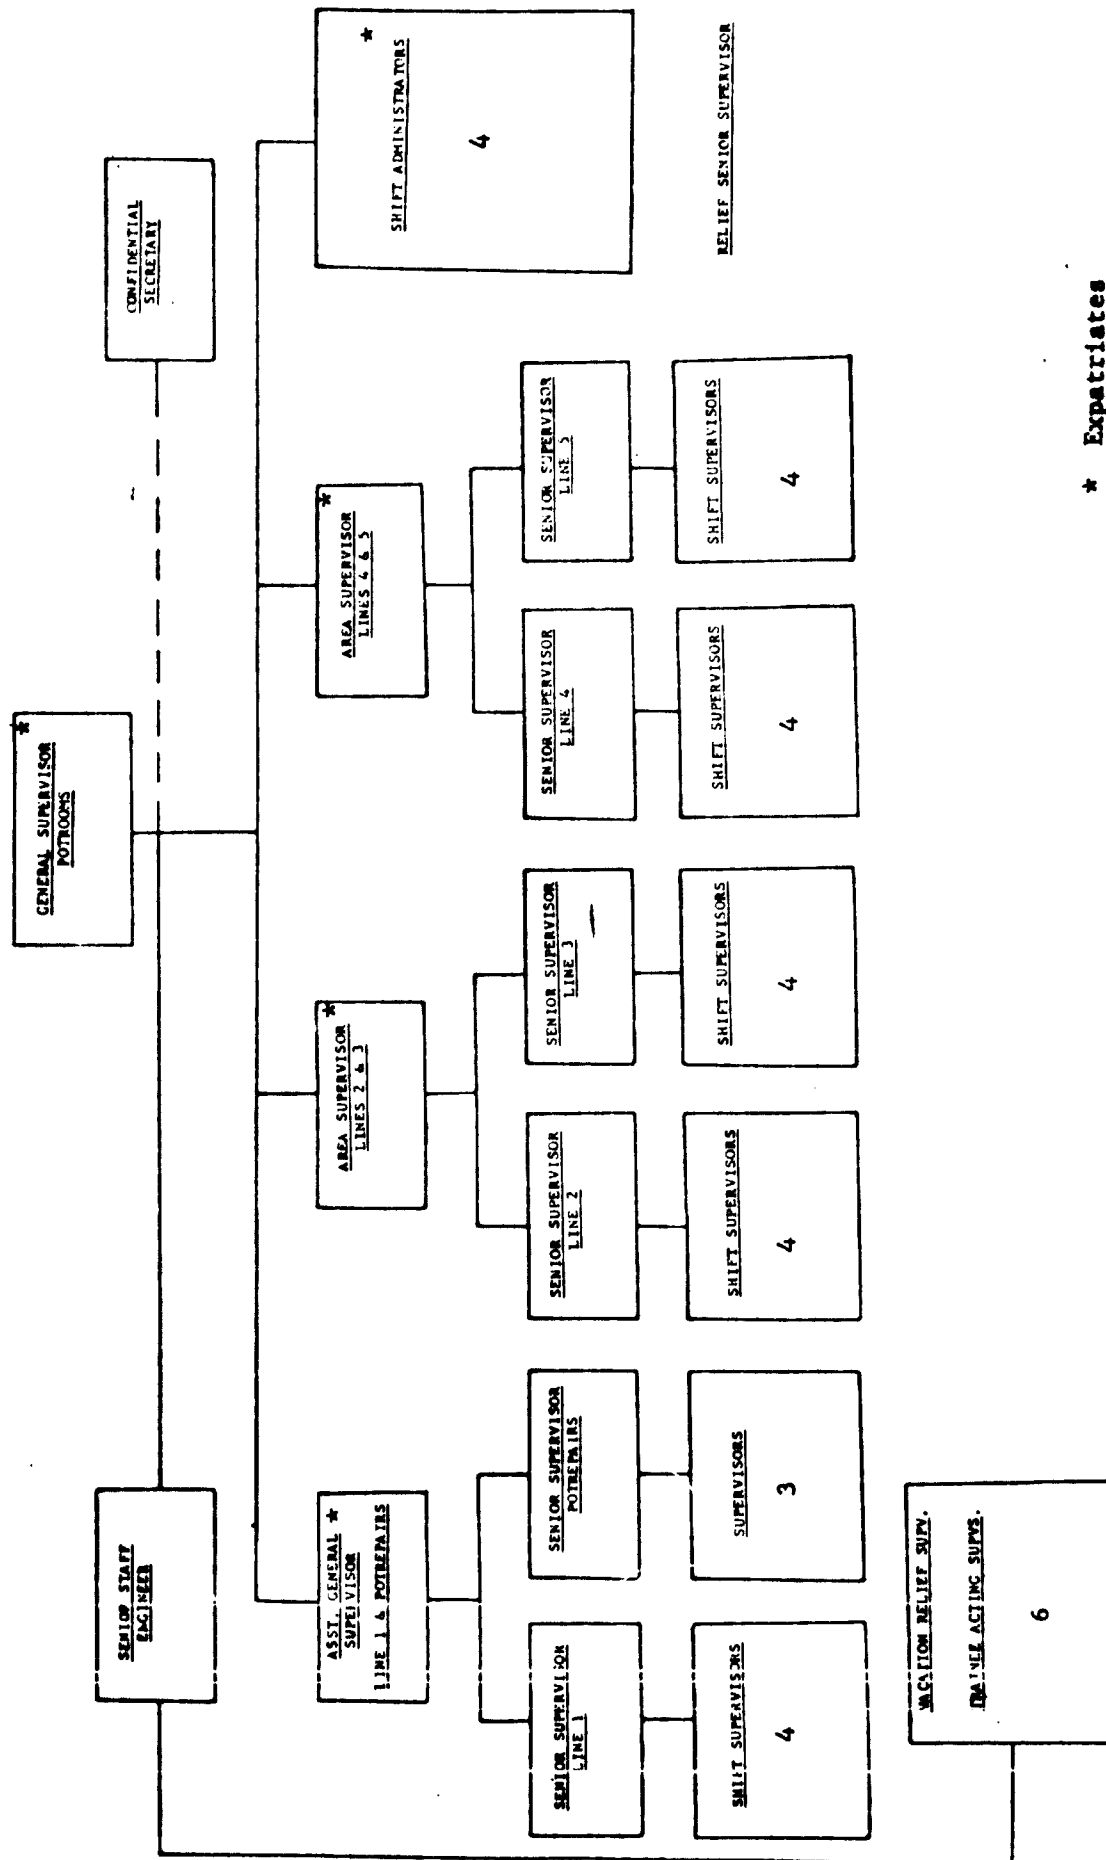 GENERAL SUPERVISOR *
POTROOMS
SENIOR STAFF
ENGINEER
CONFIDENTIAL
SECRETARY
ASST. GENERAL *
SUPERVISOR
LINE 1 & POTREPAIRS
AREA SUPERVISOR *
LINES 2 & 3
AREA SUPERVISOR *
LINES 4 & 5
SHIFT ADMINISTRATORS *
4
SENIOR SUPERVISOR
LINE 1
SENIOR SUPERVISOR
POTREPAIRS
SENIOR SUPERVISOR
LINE 2
SENIOR SUPERVISOR
LINE 3
SENIOR SUPERVISOR
LINE 4
SENIOR SUPERVISOR
LINE 5
SHIFT SUPERVISORS
4
SUPERVISORS
3
SHIFT SUPERVISORS
4
SHIFT SUPERVISORS
4
SHIFT SUPERVISORS
4
SHIFT SUPERVISORS
4
RELIEF SENIOR SUPERVISOR
VACATION RELIEF SUPV.
TRAINEE ACTING SUPVS.
6
* Expatriates